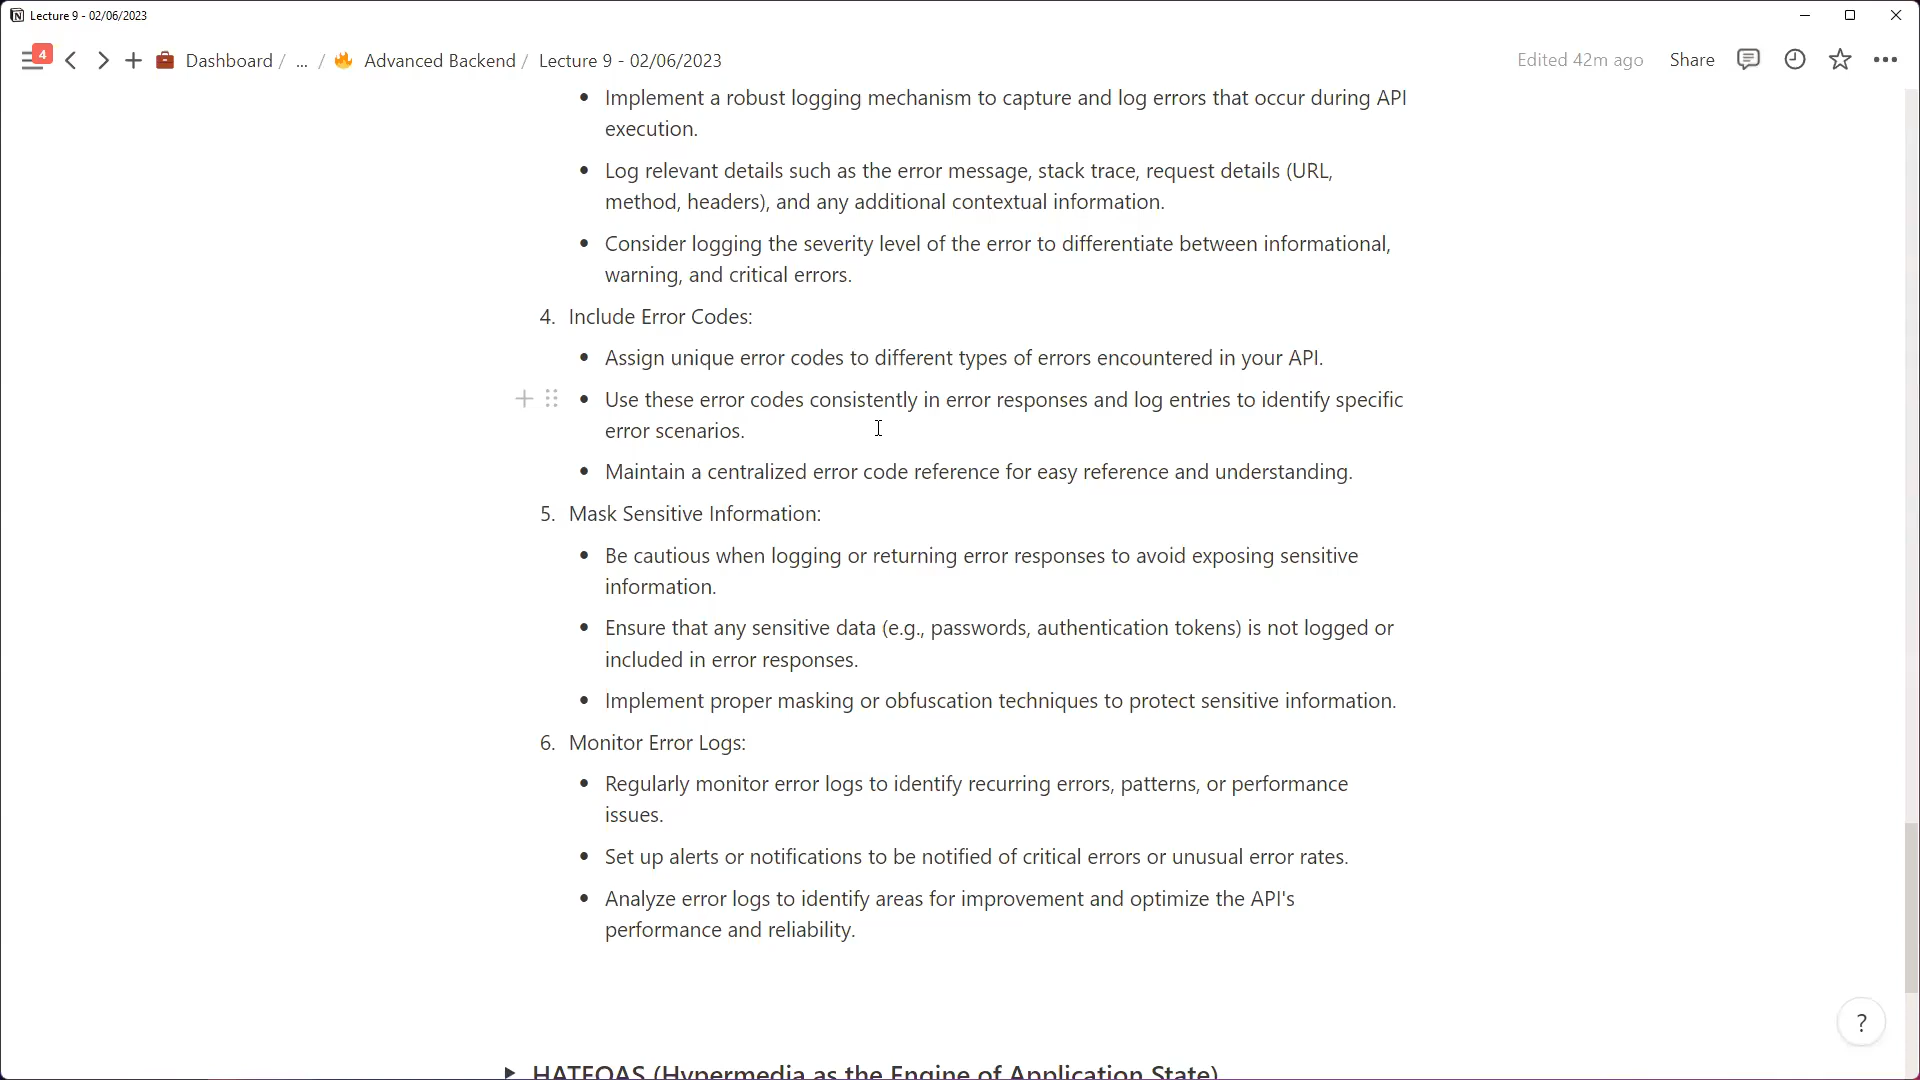 Lecture 9 - 02/06/2023
4
Dashboard / ... / Advanced Backend / Lecture 9 - 02/06/2023
Edited 42m ago Share
• Implement a robust logging mechanism to capture and log errors that occur during API
execution.
• Log relevant details such as the error message, stack trace, request details (URL,
method, headers), and any additional contextual information.
• Consider logging the severity level of the error to differentiate between informational,
warning, and critical errors.
4. Include Error Codes:
• Assign unique error codes to different types of errors encountered in your API.
• Use these error codes consistently in error responses and log entries to identify specific
error scenarios.
• Maintain a centralized error code reference for easy reference and understanding.
5. Mask Sensitive Information:
• Be cautious when logging or returning error responses to avoid exposing sensitive
information.
• Ensure that any sensitive data (e.g., passwords, authentication tokens) is not logged or
included in error responses.
• Implement proper masking or obfuscation techniques to protect sensitive information.
6. Monitor Error Logs:
• Regularly monitor error logs to identify recurring errors, patterns, or performance
issues.
• Set up alerts or notifications to be notified of critical errors or unusual error rates.
• Analyze error logs to identify areas for improvement and optimize the API's
performance and reliability.
?
HATEOAS (Hypermedia as the Engine of Application State)